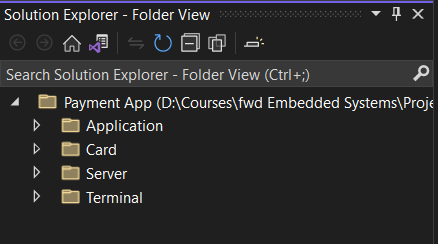 Solution Explorer - Folder View
Search Solution Explorer - Folder View (Ctrl+;)
Payment App (D:\Courses\fwd Embedded Systems\Proje
Application
Card
Server
Terminal